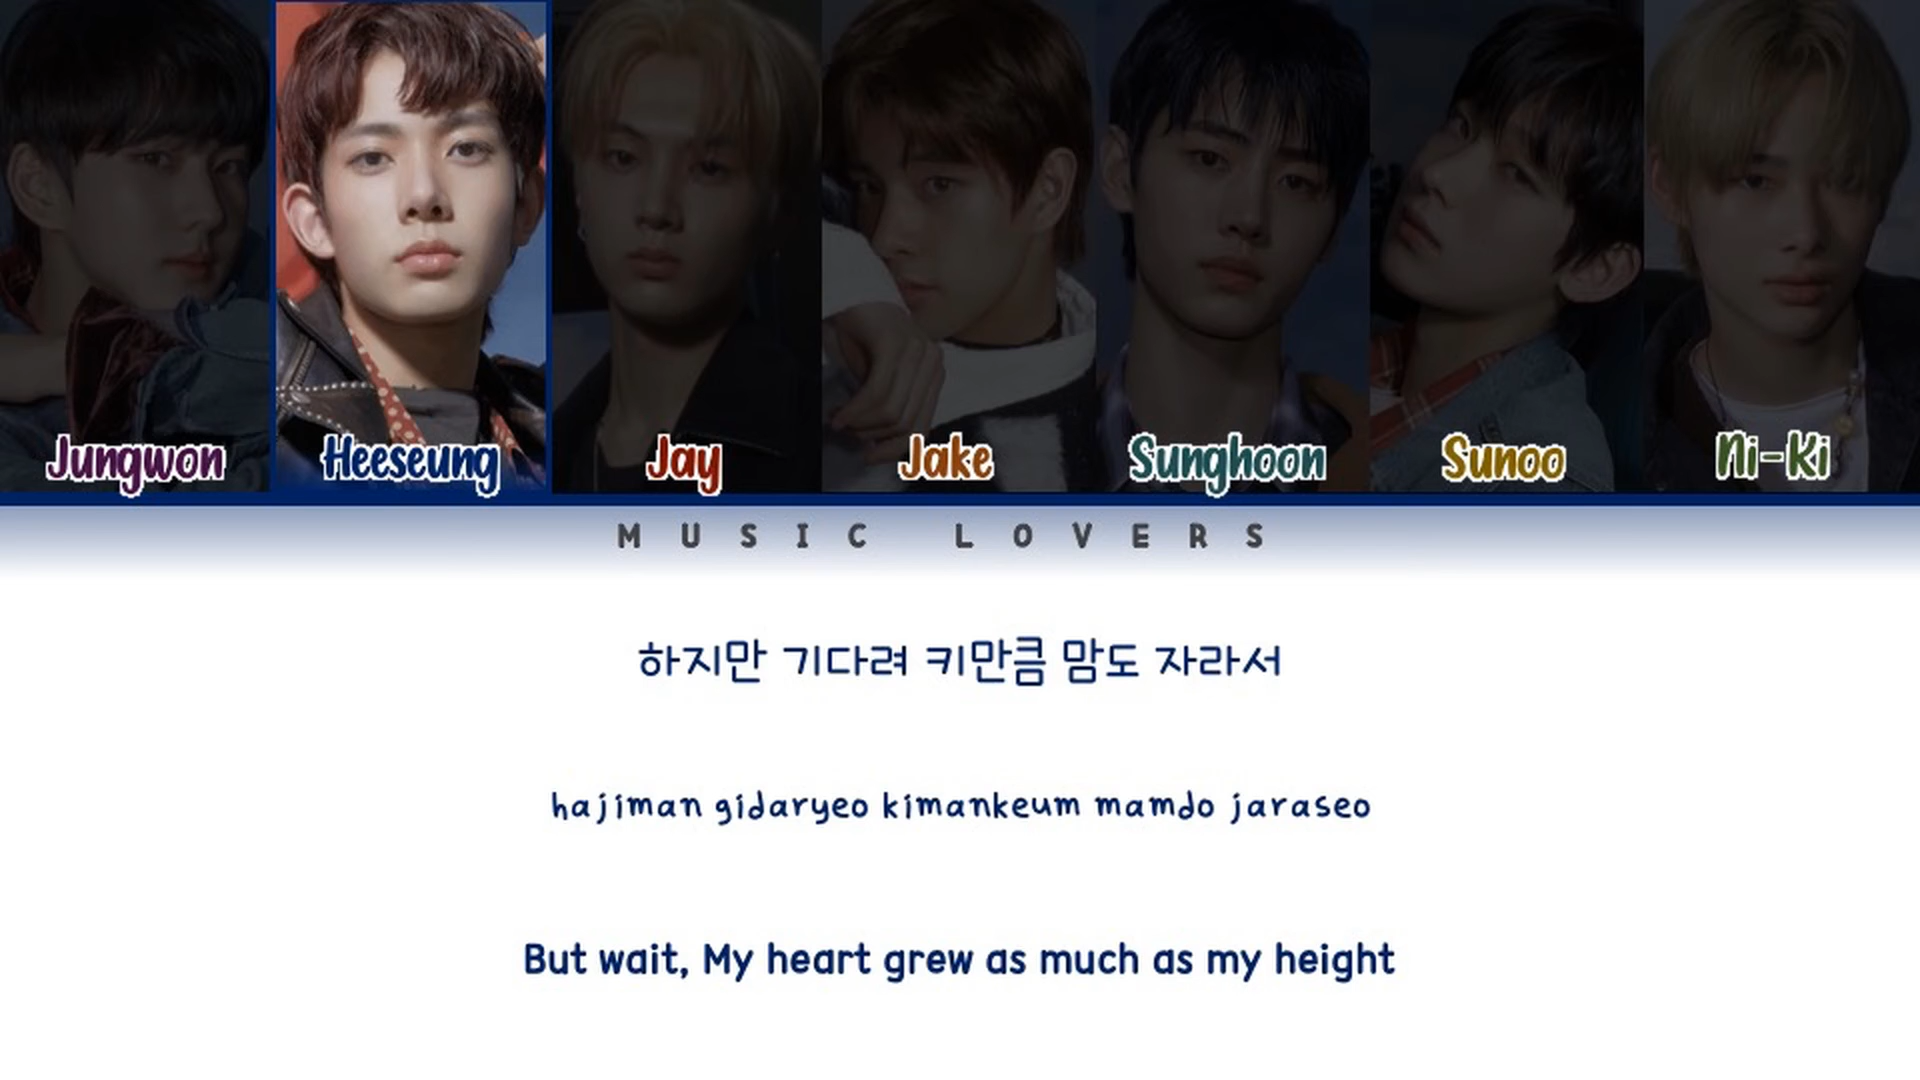 Jungwon Heeseung Jay Jake Sunghoon Sunoo Ni-Ki
MUSIC LOVERS
하지만 기다려 키만큼 맘도 자라서
hajiman gidaryeo kimankeum mamdo jaraseo
But wait, My heart grew as much as my height